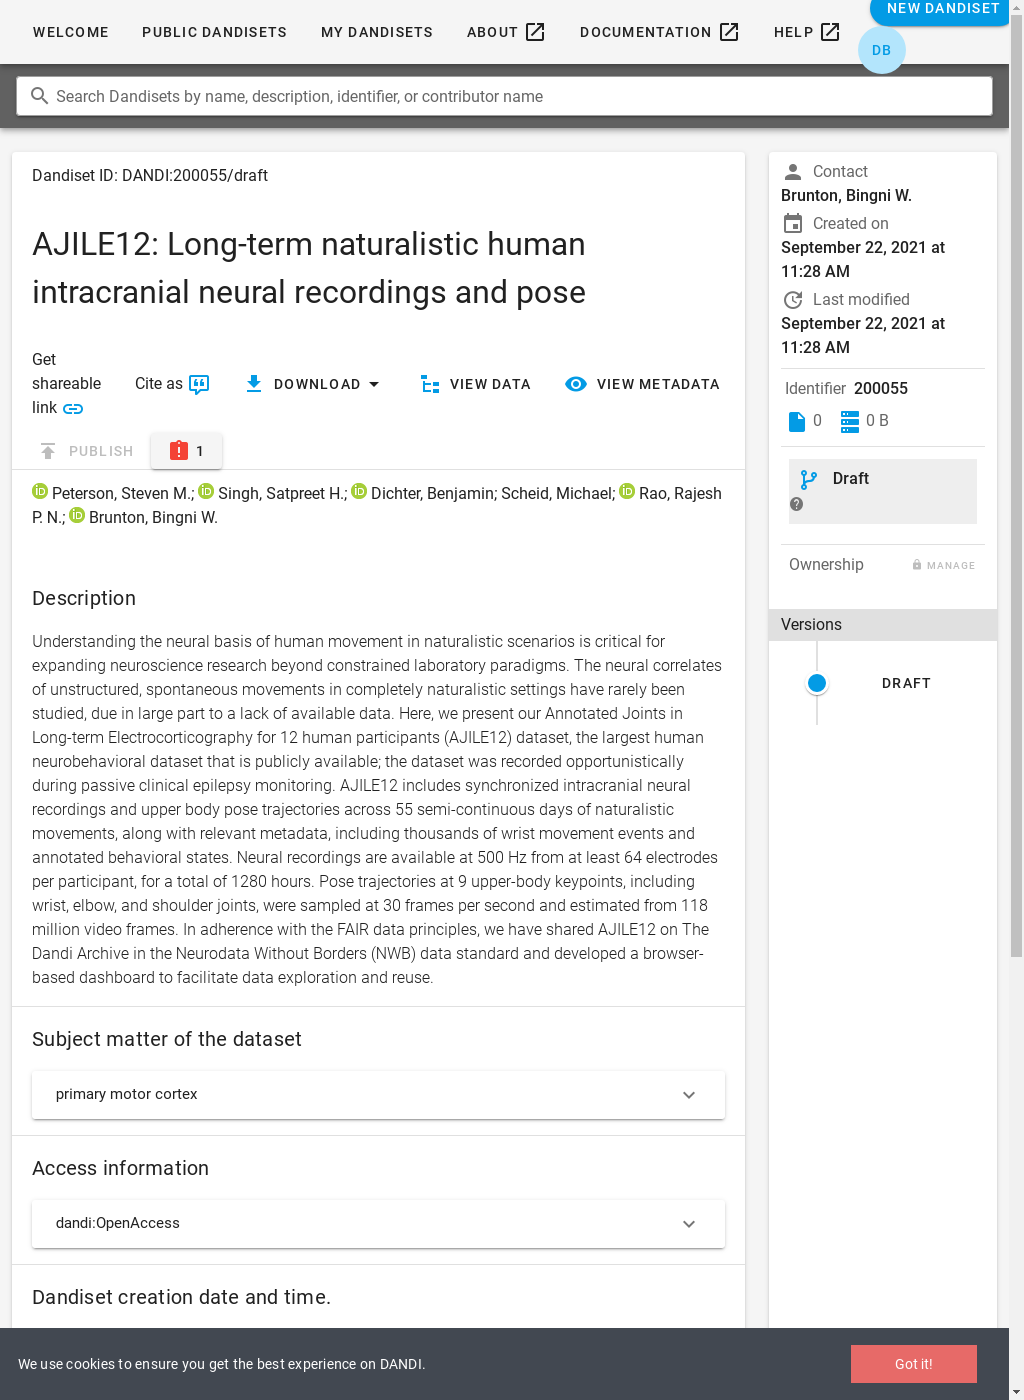 WELCOME PUBLIC DANDISETS MY DANDISETS ABOUT DOCUMENTATION HELP NEW DANDISET
DB
Search Dandisets by name, description, identifier, or contributor name
Dandiset ID: DANDI:200055/draft
AJILE12: Long-term naturalistic human
intracranial neural recordings and pose
Get
shareable
link
Cite as
DOWNLOAD
VIEW DATA
VIEW METADATA
PUBLISH
1
iD Peterson, Steven M.; iD Singh, Satpreet H.; iD Dichter, Benjamin; Scheid, Michael; iD Rao, Rajesh
P. N.; iD Brunton, Bingni W.
Description
Understanding the neural basis of human movement in naturalistic scenarios is critical for
expanding neuroscience research beyond constrained laboratory paradigms. The neural correlates
of unstructured, spontaneous movements in completely naturalistic settings have rarely been
studied, due in large part to a lack of available data. Here, we present our Annotated Joints in
Long-term Electrocorticography for 12 human participants (AJILE12) dataset, the largest human
neurobehavioral dataset that is publicly available; the dataset was recorded opportunistically
during passive clinical epilepsy monitoring. AJILE12 includes synchronized intracranial neural
recordings and upper body pose trajectories across 55 semi-continuous days of naturalistic
movements, along with relevant metadata, including thousands of wrist movement events and
annotated behavioral states. Neural recordings are available at 500 Hz from at least 64 electrodes
per participant, for a total of 1280 hours. Pose trajectories at 9 upper-body keypoints, including
wrist, elbow, and shoulder joints, were sampled at 30 frames per second and estimated from 118
million video frames. In adherence with the FAIR data principles, we have shared AJILE12 on The
Dandi Archive in the Neurodata Without Borders (NWB) data standard and developed a browser-
based dashboard to facilitate data exploration and reuse.
Subject matter of the dataset
primary motor cortex
Access information
dandi:OpenAccess
Dandiset creation date and time.
Contact
Brunton, Bingni W.
Created on
September 22, 2021 at
11:28 AM
Last modified
September 22, 2021 at
11:28 AM
Identifier 200055
0 0 B
Draft
?
Ownership MANAGE
Versions
DRAFT
We use cookies to ensure you get the best experience on DANDI.
Got it!